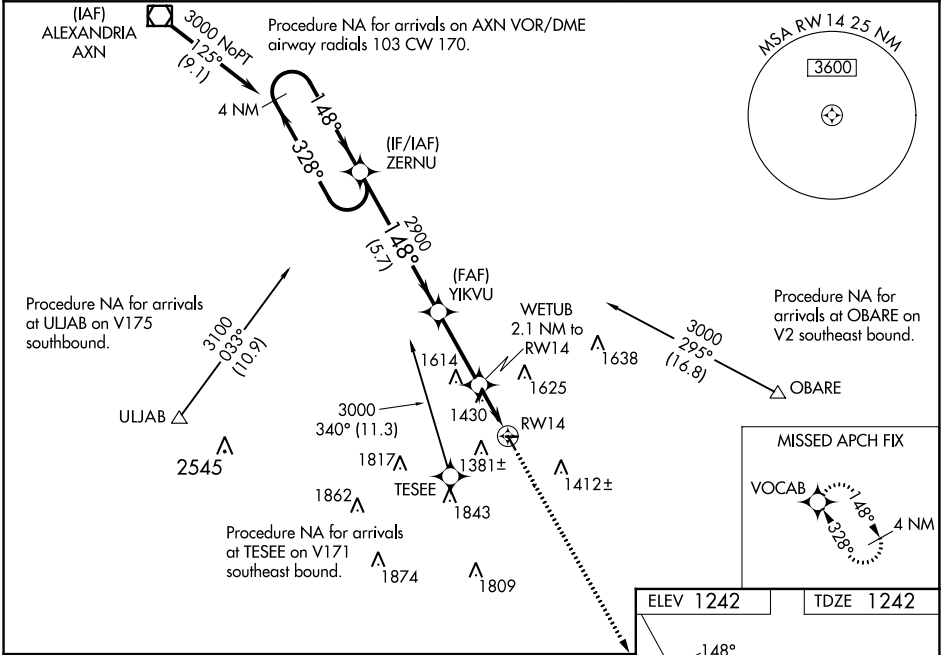 (IAF)
ALEXANDRIA
AXN
3000 NoPT
125°
(9.1)
Procedure NA for arrivals on AXN VOR/DME
airway radials 103 CW 170.
MSA RW 14 25 NM
3600
4 NM
148°
328°
(IF/IAF)
ZERNU
2900
148°
(5.7)
(FAF)
YIKVU
Procedure NA for arrivals
at ULJAB on V175
southbound.
3100
033°
(10.9)
ULJAB
2545
WETUB
2.1 NM to
RW14
1638
1614
1625
1430
RW14
Procedure NA for
arrivals at OBARE on
V2 southeast bound.
3000
295°
(16.8)
OBARE
3000
340° (11.3)
1817
TESEE
1381±
1412±
1862
1843
Procedure NA for arrivals
at TESEE on V171
southeast bound.
1874
1809
MISSED APCH FIX
VOCAB
148°
328°
4 NM
ELEV 1242
TDZE 1242
148°